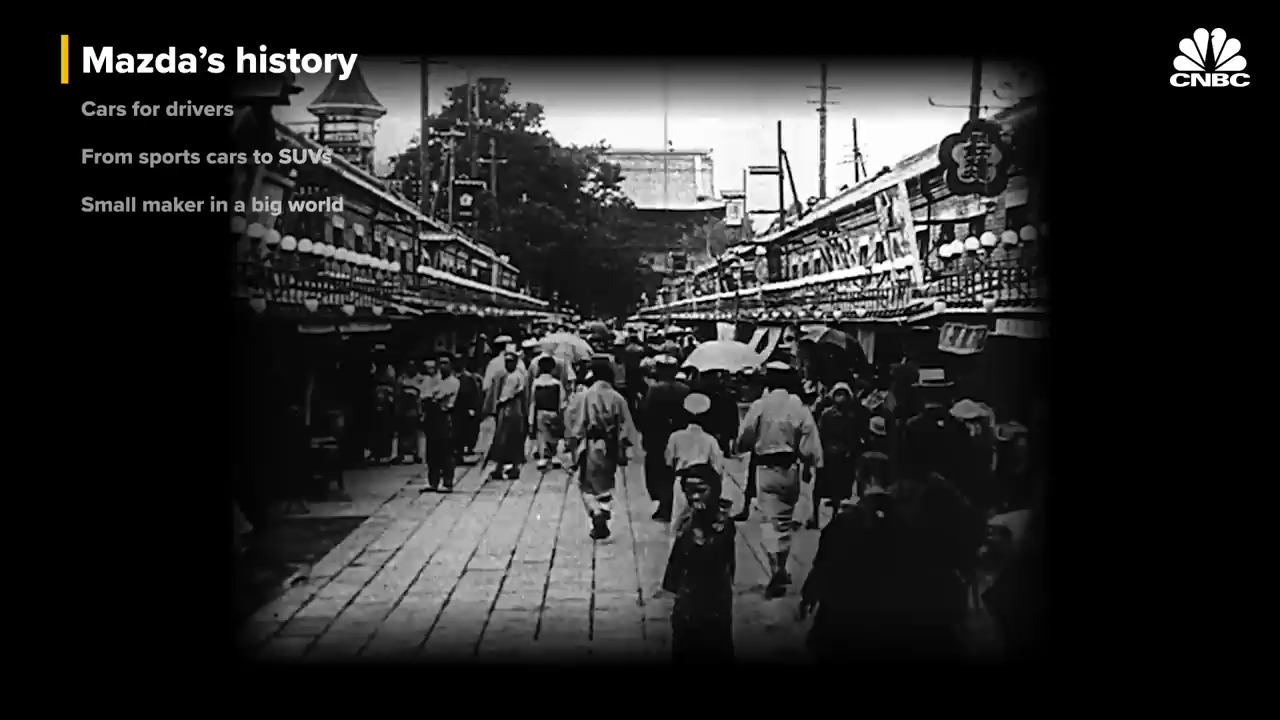 Mazda's history
Cars for drivers
From sports cars to SUVs
Small maker in a big world
CNBC